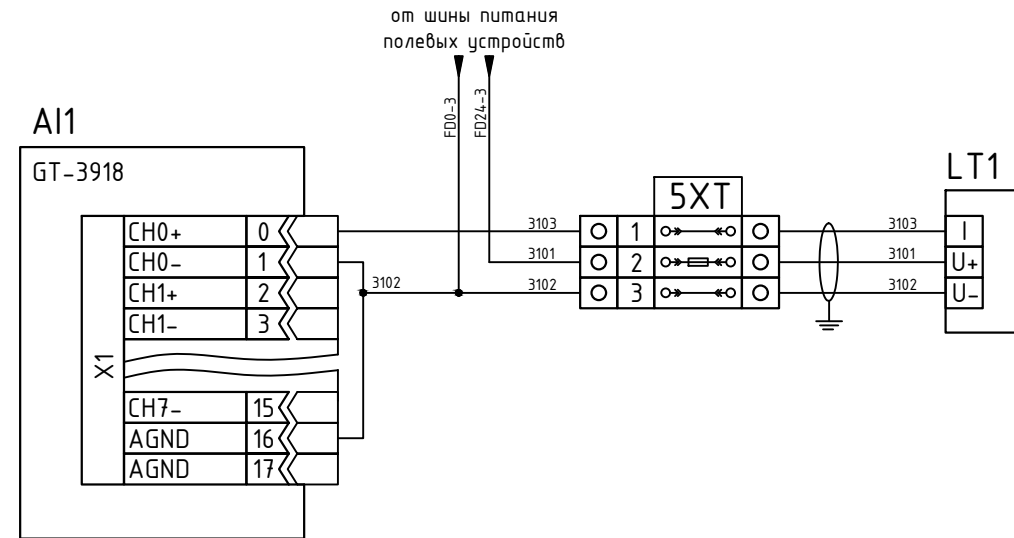 от шины питания
полевых устройств
FD0-3
FD24-3
AI1
GT-3918
X1
CH0+ 0
CH0- 1
CH1+ 2
CH1- 3
CH7- 15
AGND 16
AGND 17
3102
3103
3101
3102
5XT
1
2
3
3103
3101
3102
LT1
I
U+
U-